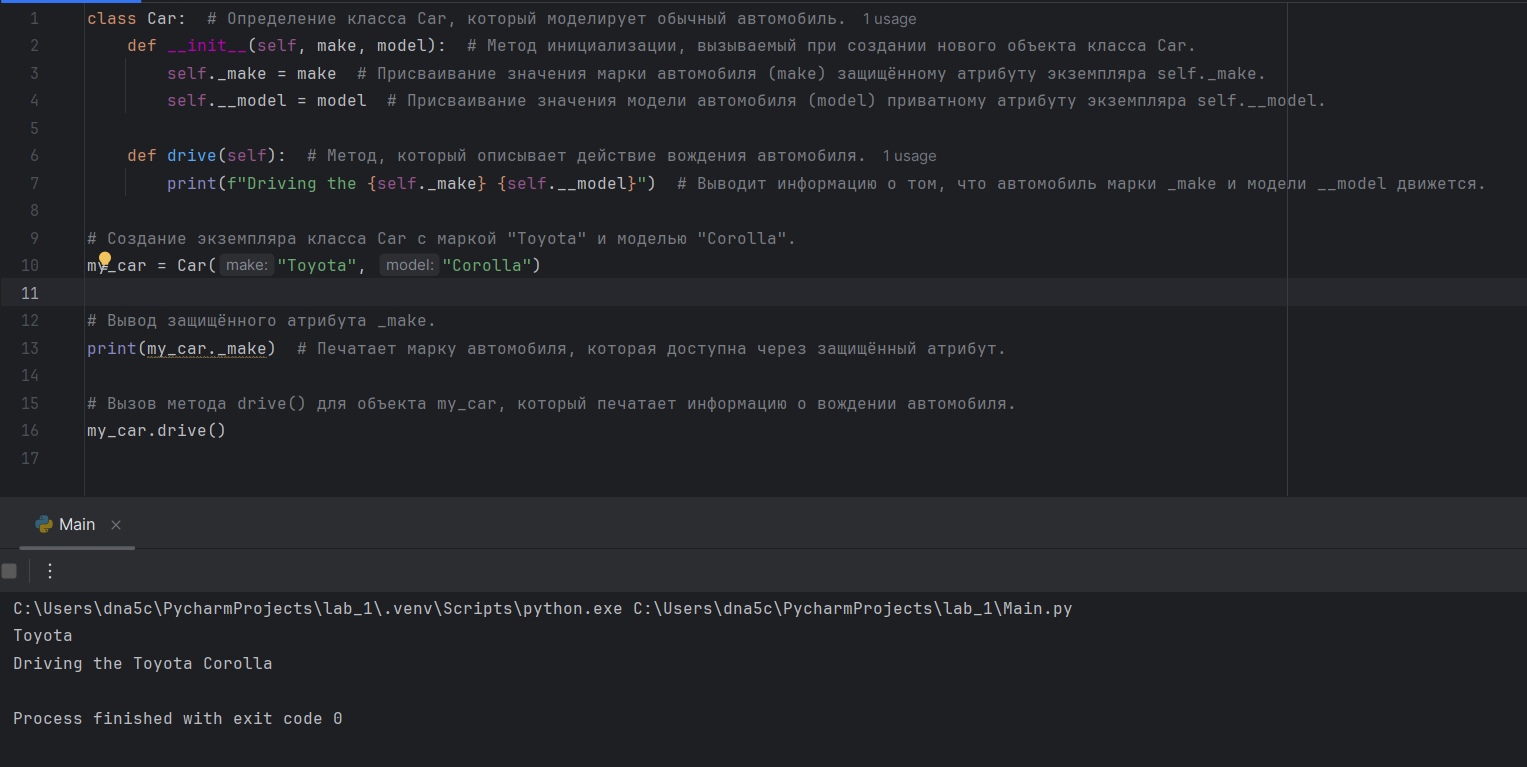 1 class Car:  # Определение класса Car, который моделирует обычный автомобиль.  1 usage
2     def __init__(self, make, model):  # Метод инициализации, вызываемый при создании нового объекта класса Car.
3         self._make = make  # Присваивание значения марки автомобиля (make) защищённому атрибуту экземпляра self._make.
4         self.__model = model  # Присваивание значения модели автомобиля (model) приватному атрибуту экземпляра self.__model.
5
6     def drive(self):  # Метод, который описывает действие вождения автомобиля.  1 usage
7         print(f"Driving the {self._make} {self.__model}")  # Выводит информацию о том, что автомобиль марки _make и модели __model движется.
8
9 # Создание экземпляра класса Car с маркой "Toyota" и моделью "Corolla".
10 my_car = Car( make: "Toyota",  model: "Corolla")
11
12 # Вывод защищённого атрибута _make.
13 print(my_car._make)  # Печатает марку автомобиля, которая доступна через защищённый атрибут.
14
15 # Вызов метода drive() для объекта my_car, который печатает информацию о вождении автомобиля.
16 my_car.drive()
17
Main
C:\Users\dna5c\PycharmProjects\lab_1\.venv\Scripts\python.exe C:\Users\dna5c\PycharmProjects\lab_1\Main.py
Toyota
Driving the Toyota Corolla
Process finished with exit code 0